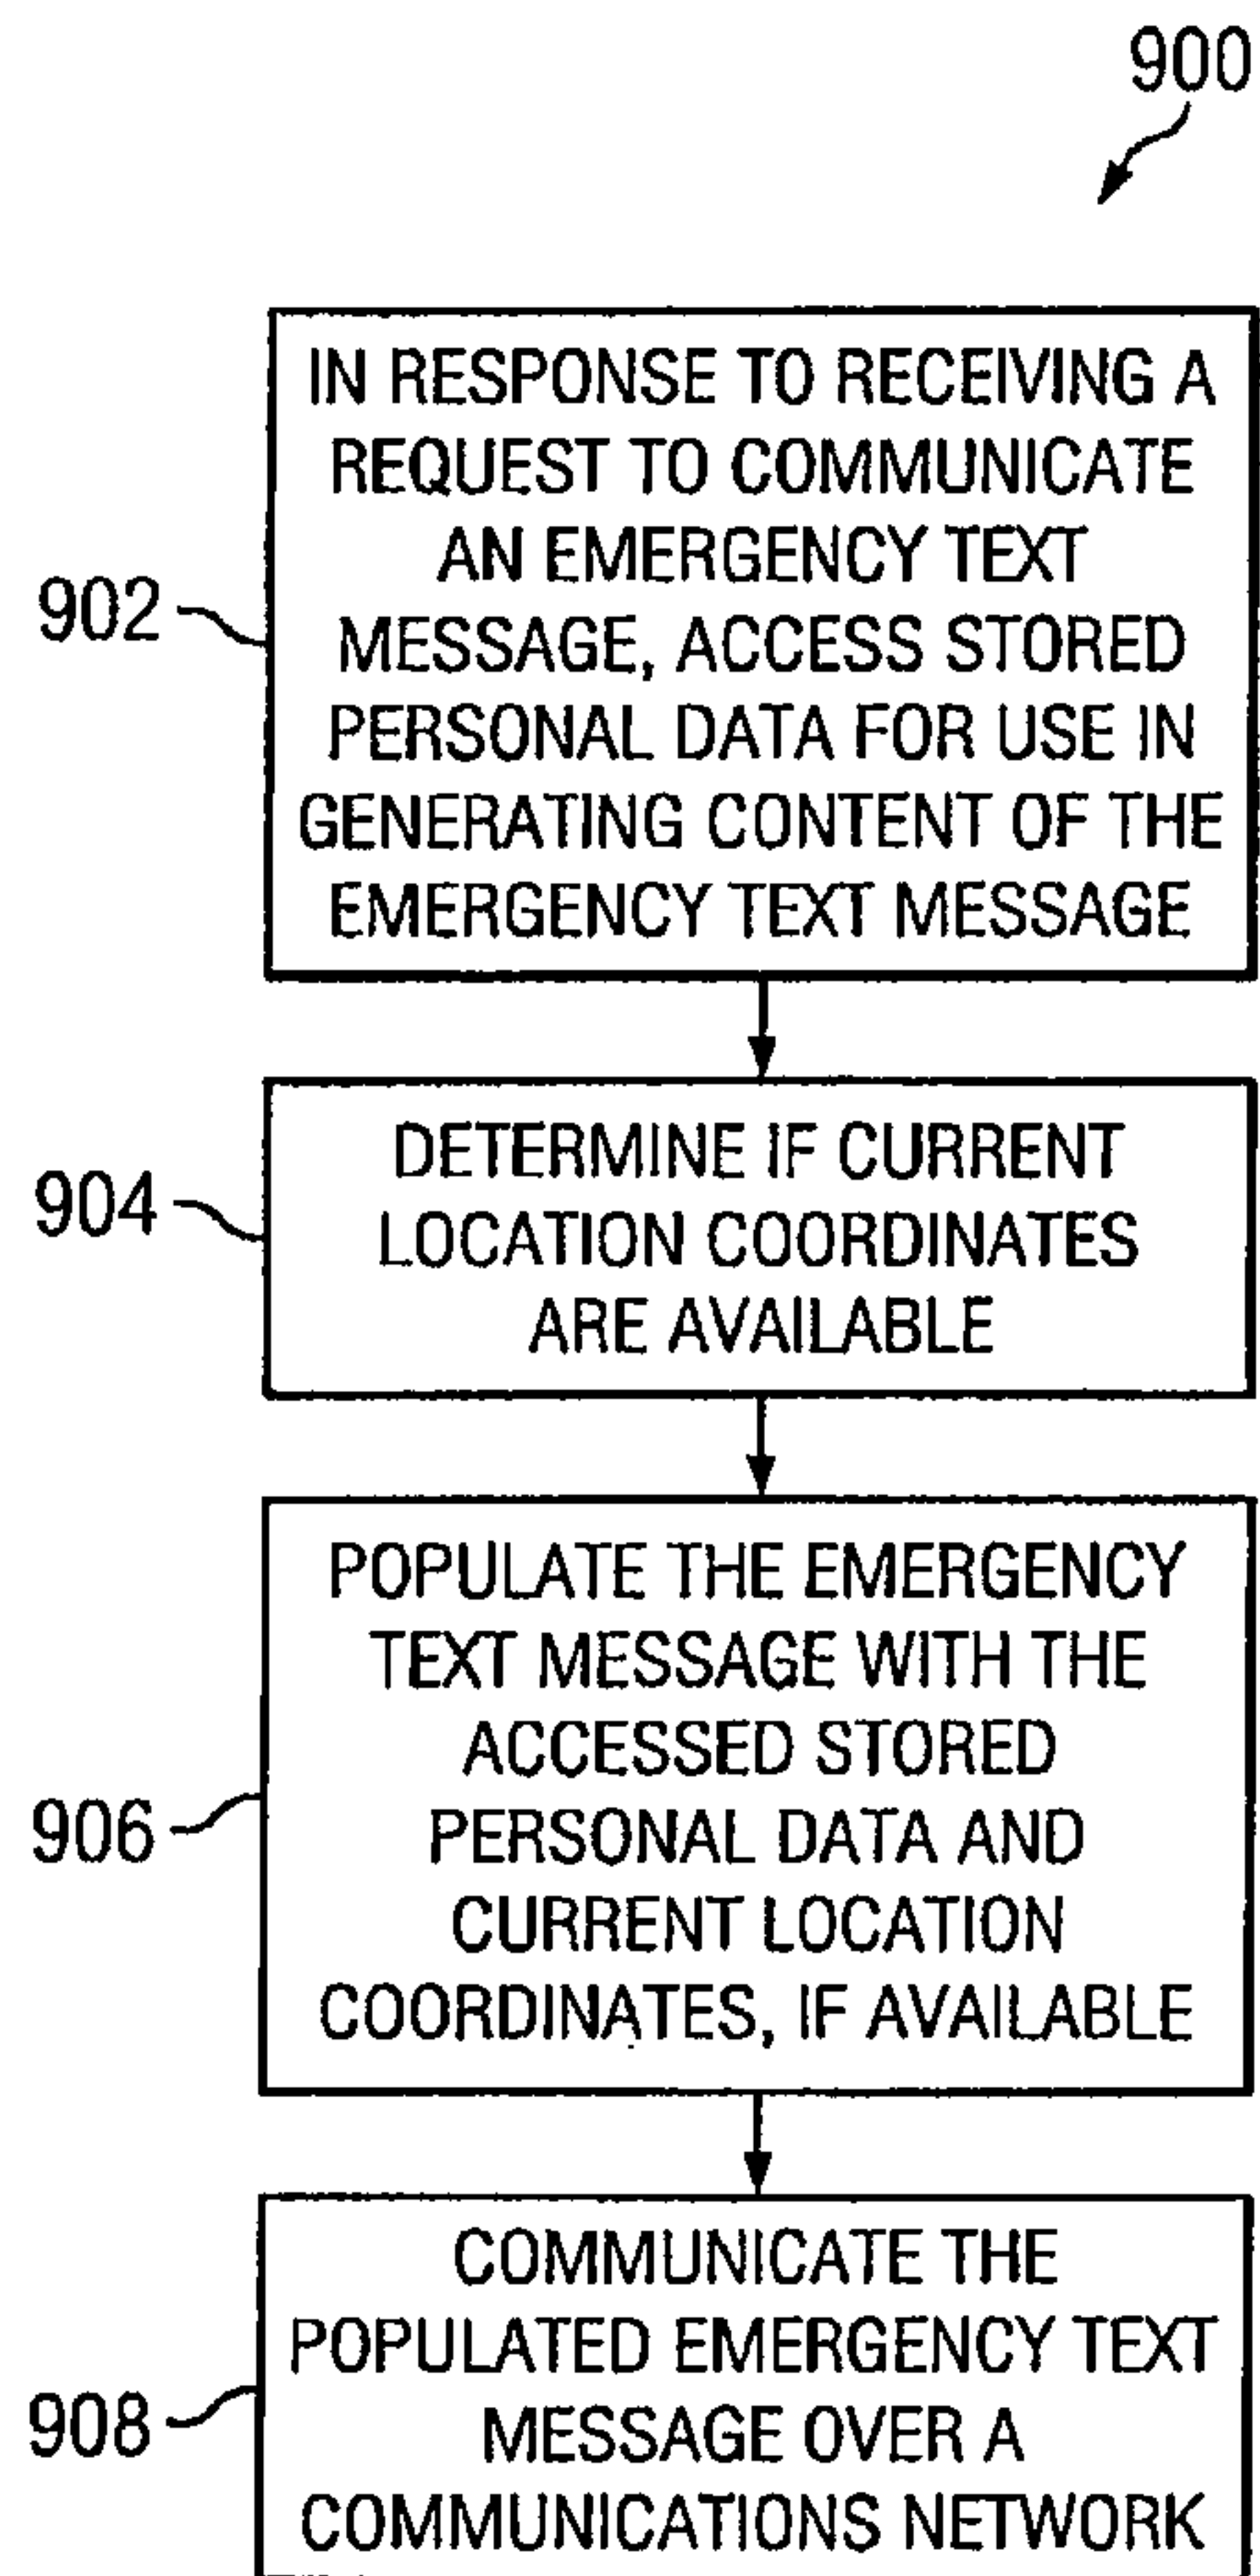 900
902
IN RESPONSE TO RECEIVING A
REQUEST TO COMMUNICATE
AN EMERGENCY TEXT
MESSAGE, ACCESS STORED
PERSONAL DATA FOR USE IN
GENERATING CONTENT OF THE
EMERGENCY TEXT MESSAGE
904
DETERMINE IF CURRENT
LOCATION COORDINATES
ARE AVAILABLE
906
POPULATE THE EMERGENCY
TEXT MESSAGE WITH THE
ACCESSED STORED
PERSONAL DATA AND
CURRENT LOCATION
COORDINATES, IF AVAILABLE
908
COMMUNICATE THE
POPULATED EMERGENCY TEXT
MESSAGE OVER A
COMMUNICATIONS NETWORK